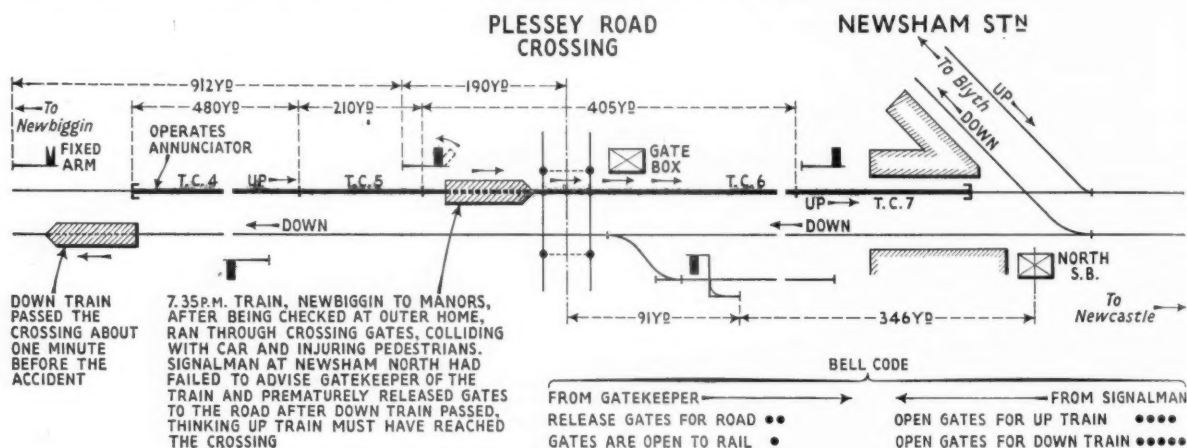 PLESSEY ROAD
CROSSING
NEWSHAM STN
912YD
190YD
To
Newbiggin
480YD
210YD
405YD
To Blyth
UP
DOWN
FIXED
ARM
OPERATES
ANNUNCIATOR
GATE
BOX
T.C.4
UP
T.C.5
T.C.6
UP
T.C.7
DOWN
DOWN
NORTH
S.B.
To
Newcastle
91YD
346YD
DOWN TRAIN
PASSED THE
CROSSING ABOUT
ONE MINUTE
BEFORE THE
ACCIDENT
7.35P.M. TRAIN, NEWBIGGIN TO MANORS,
AFTER BEING CHECKED AT OUTER HOME,
RAN THROUGH CROSSING GATES, COLLIDING
WITH CAR AND INJURING PEDESTRIANS.
SIGNALMAN AT NEWSHAM NORTH HAD
FAILED TO ADVISE GATEKEEPER OF THE
TRAIN AND PREMATURELY RELEASED GATES
TO THE ROAD AFTER DOWN TRAIN PASSED,
THINKING UP TRAIN MUST HAVE REACHED
THE CROSSING
BELL CODE
FROM GATEKEEPER
FROM SIGNALMAN
RELEASE GATES FOR ROAD ••
OPEN GATES FOR UP TRAIN ••••
GATES ARE OPEN TO RAIL •
OPEN GATES FOR DOWN TRAIN •••••